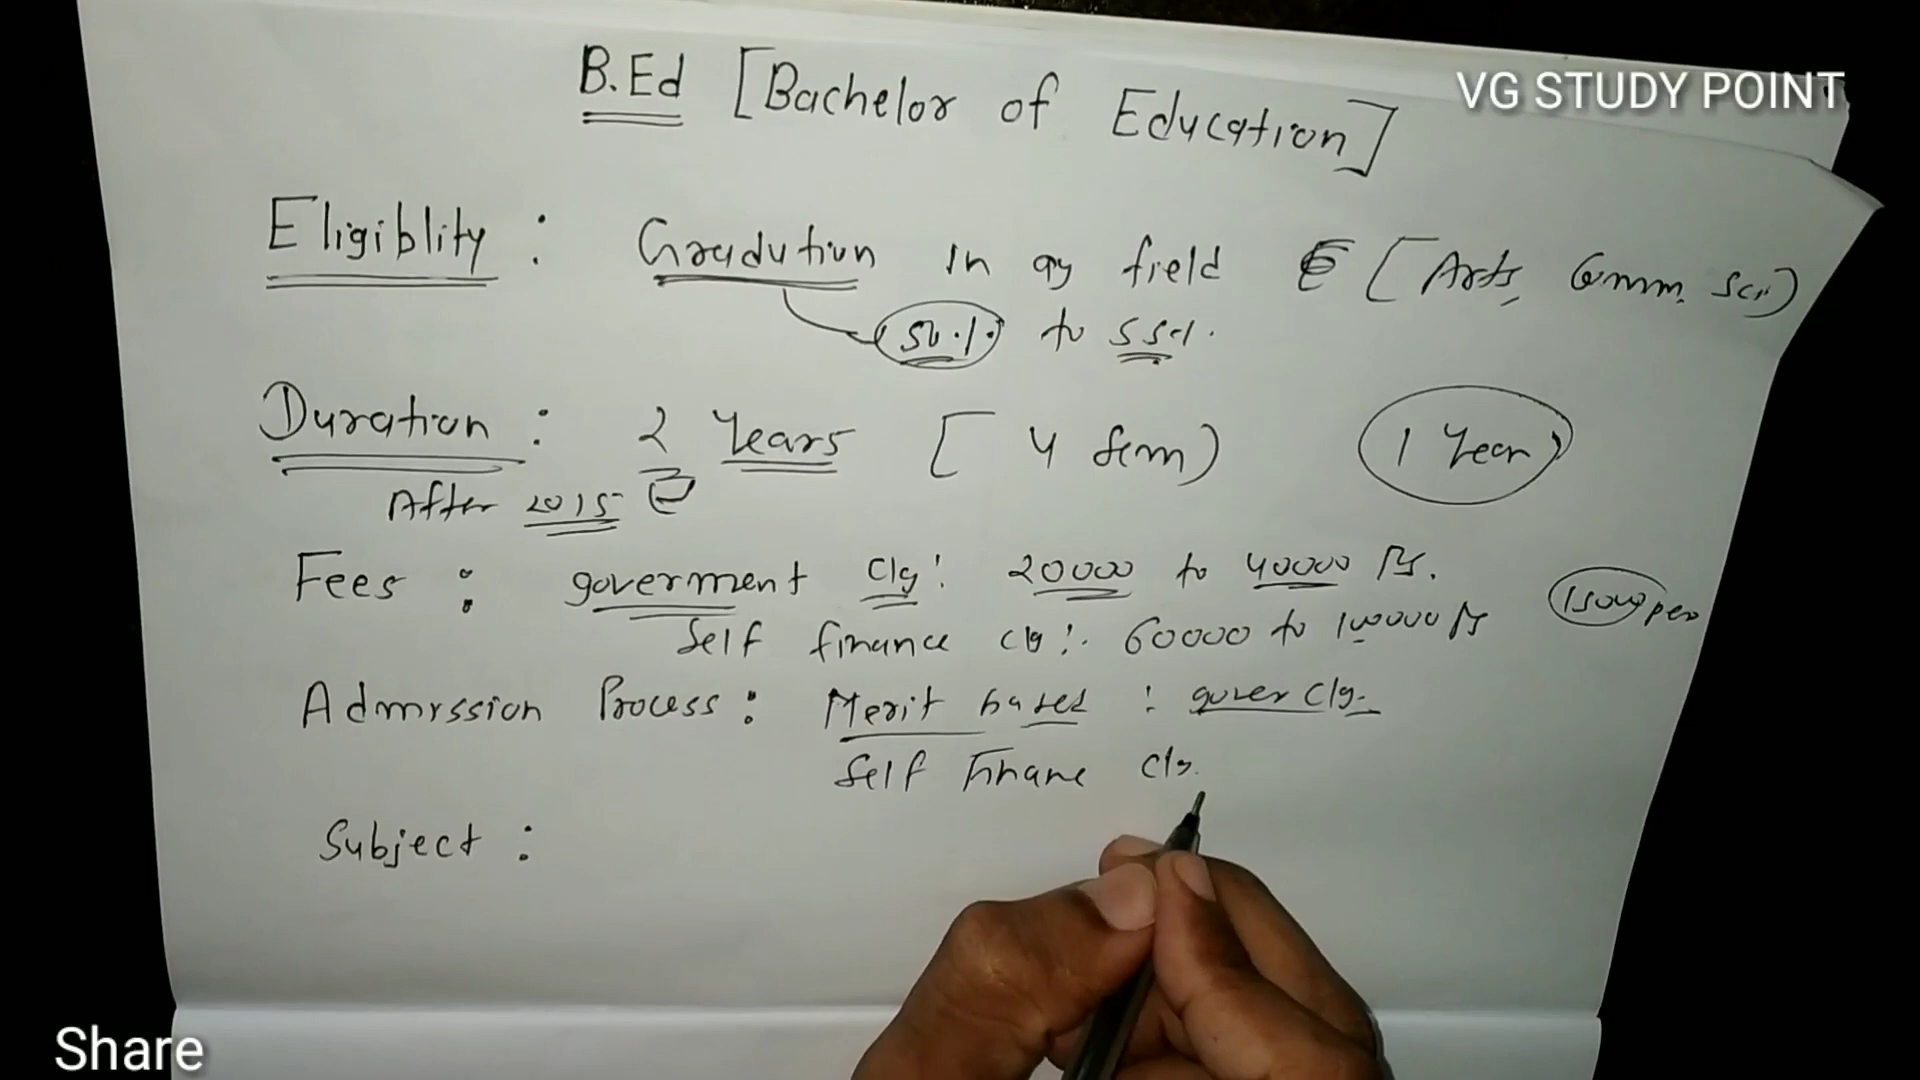 B.Ed [Bachelor of Education]
VG STUDY POINT
Eligiblity : Gradution in ay field [Arts, Comm. Sci)
50% to 55%.
Duration : 2 Years [ 4 Sem) 1 Year
After 2015
Fees : goverment Clg: 20000 to 40000 Rs.
Self finance clg:. 60000 to 100000 Rs
Admission Process : Merit based : gover Clg.
Self Finane Clg.
Subject :
Share